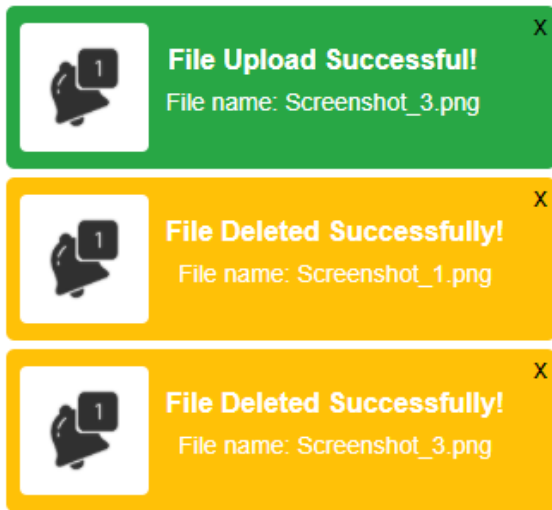 X
1
File Upload Successful!
File name: Screenshot_3.png
X
1
File Deleted Successfully!
File name: Screenshot_1.png
X
1
File Deleted Successfully!
File name: Screenshot_3.png